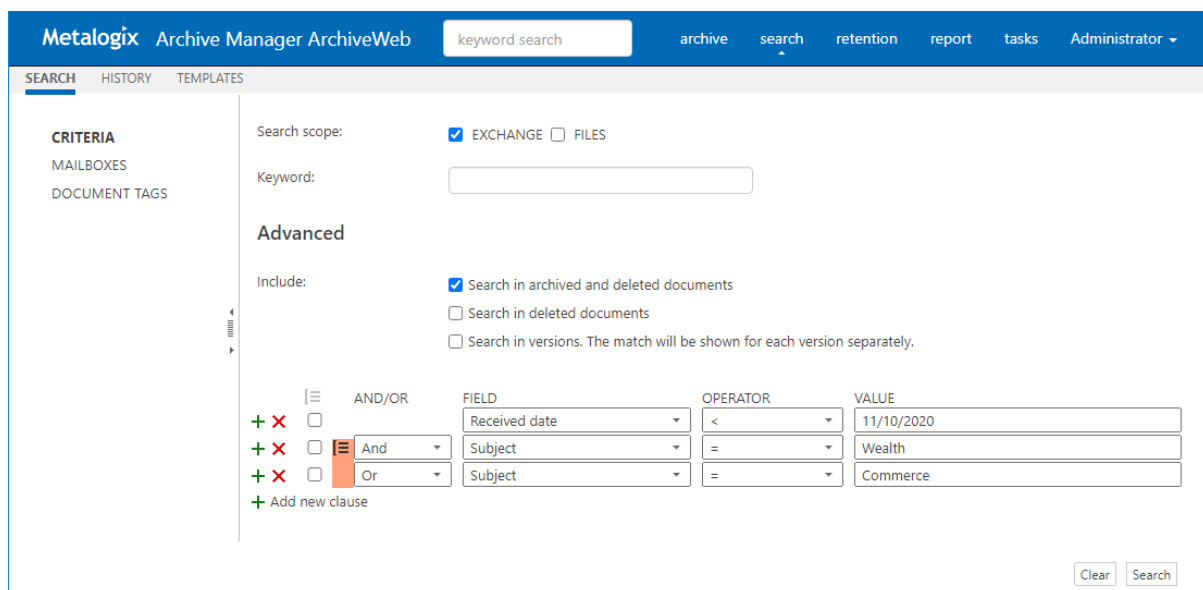 Metalogix Archive Manager ArchiveWeb keyword search archive search retention report tasks Administrator
SEARCH HISTORY TEMPLATES
CRITERIA
MAILBOXES
DOCUMENT TAGS
Search scope: EXCHANGE FILES
Keyword:
Advanced
Include: Search in archived and deleted documents
Search in deleted documents
Search in versions. The match will be shown for each version separately.
AND/OR FIELD OPERATOR VALUE
Received date < 11/10/2020
And Subject = Wealth
Or Subject = Commerce
+ Add new clause
Clear Search